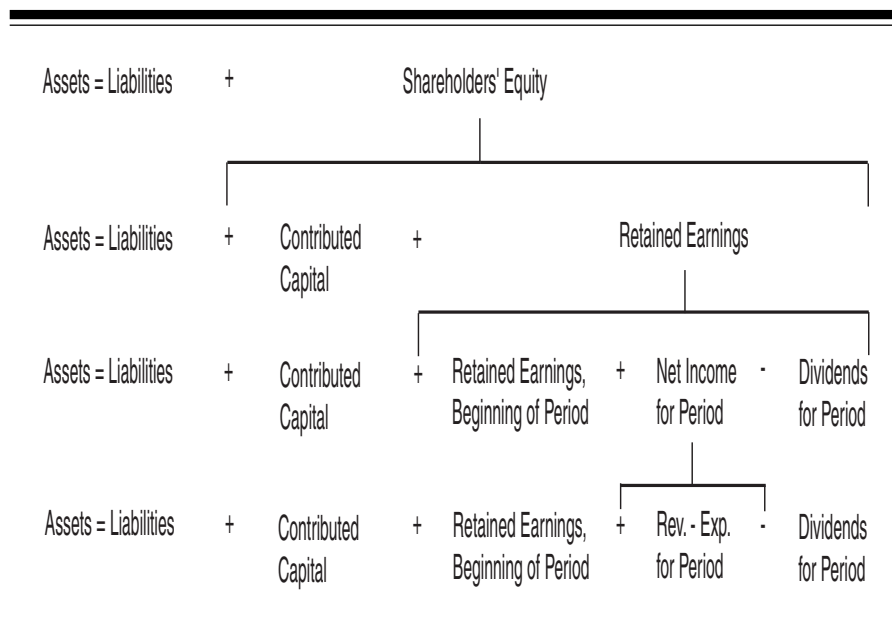 Assets = Liabilities + Shareholders' Equity
Assets = Liabilities + Contributed + Retained Earnings
Capital
Assets = Liabilities + Contributed + Retained Earnings, + Net Income - Dividends
Capital Beginning of Period for Period for Period
Assets = Liabilities + Contributed + Retained Earnings, + Rev. - Exp. - Dividends
Capital Beginning of Period for Period for Period